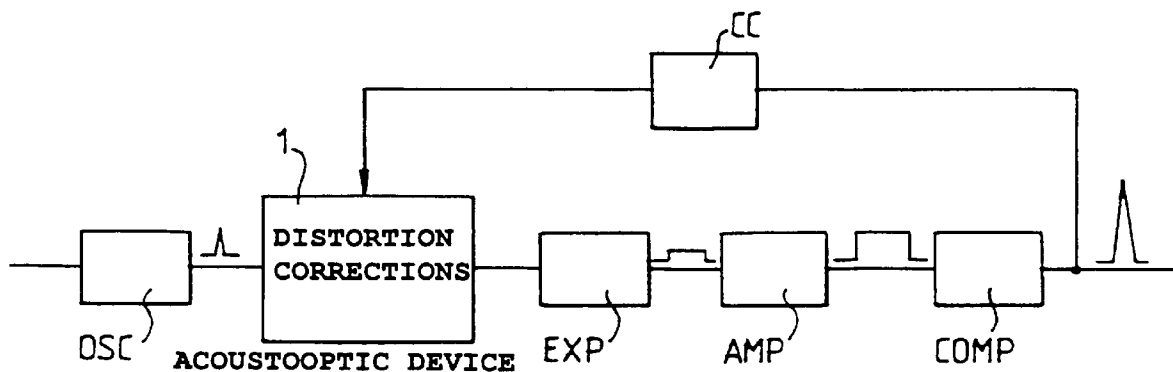 CC
1
DISTORTION
CORRECTIONS
OSC
ACOUSTOOPTIC DEVICE
EXP
AMP
COMP